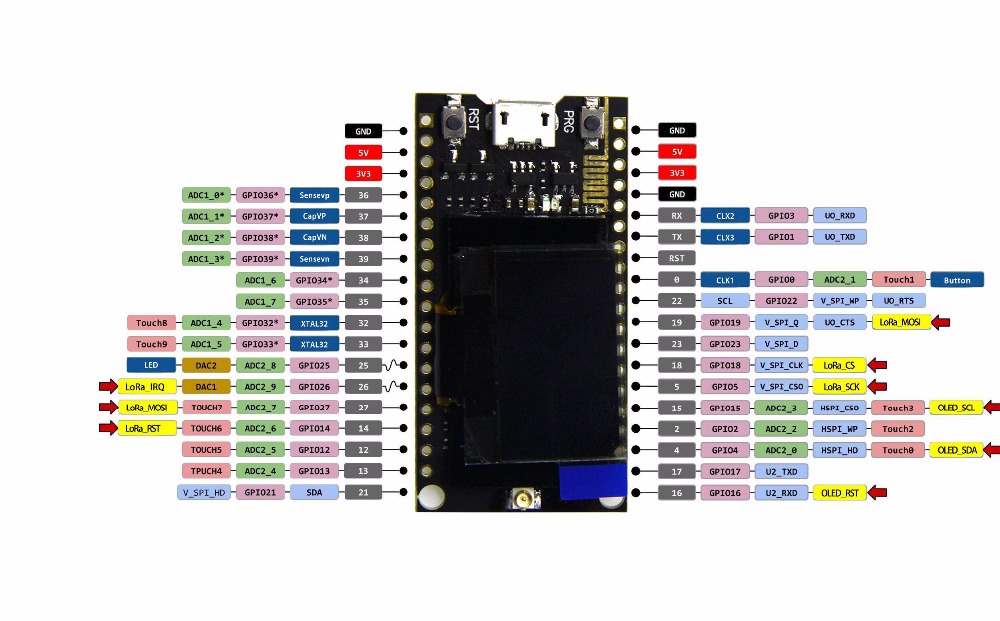 RST PRG
GND GND
5V 5V
3V3 3V3
ADC1_0* GPIO36* Sensevp 36 GND
ADC1_1* GPIO37* CapVP 37 RX CLX2 GPIO3 UO_RXD
ADC1_2* GPIO38* CapVN 38 TX CLX3 GPIO1 UO_TXD
ADC1_3* GPIO39* Sensevn 39 RST
ADC1_6 GPIO34* 34 0 CLK1 GPIO0 ADC2_1 Touch1 Button
ADC1_7 GPIO35* 35 22 SCL GPIO22 V_SPI_WP UO_RTS
Touch8 ADC1_4 GPIO32* XTAL32 32 19 GPIO19 V_SPI_Q UO_CTS LoRa_MOSI
Touch9 ADC1_5 GPIO33* XTAL32 33 23 GPIO23 V_SPI_D
LED DAC2 ADC2_8 GPIO25 25 18 GPIO18 V_SPI_CLK LoRa_CS
LoRa_IRQ DAC1 ADC2_9 GPIO26 26 5 GPIO5 V_SPI_CSO LoRa_SCK
LoRa_MOSI TOUCH7 ADC2_7 GPIO27 27 15 GPIO15 ADC2_3 HSPI_CSO Touch3 OLED_SCL
LoRa_RST TOUCH6 ADC2_6 GPIO14 14 2 GPIO2 ADC2_2 HSPI_WP Touch2
TOUCH5 ADC2_5 GPIO12 12 4 GPIO4 ADC2_0 HSPI_HD Touch0 OLED_SDA
TPUCH4 ADC2_4 GPIO13 13 17 GPIO17 U2_TXD
V_SPI_HD GPIO21 SDA 21 16 GPIO16 U2_RXD OLED_RST